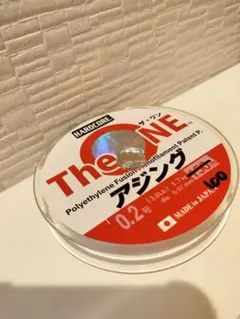 HARDCORE
ザ・ワン
The ONE
Polyethylene Fusion Monofilament Patent P.
アジング
0.2号
MADE in JAPAN